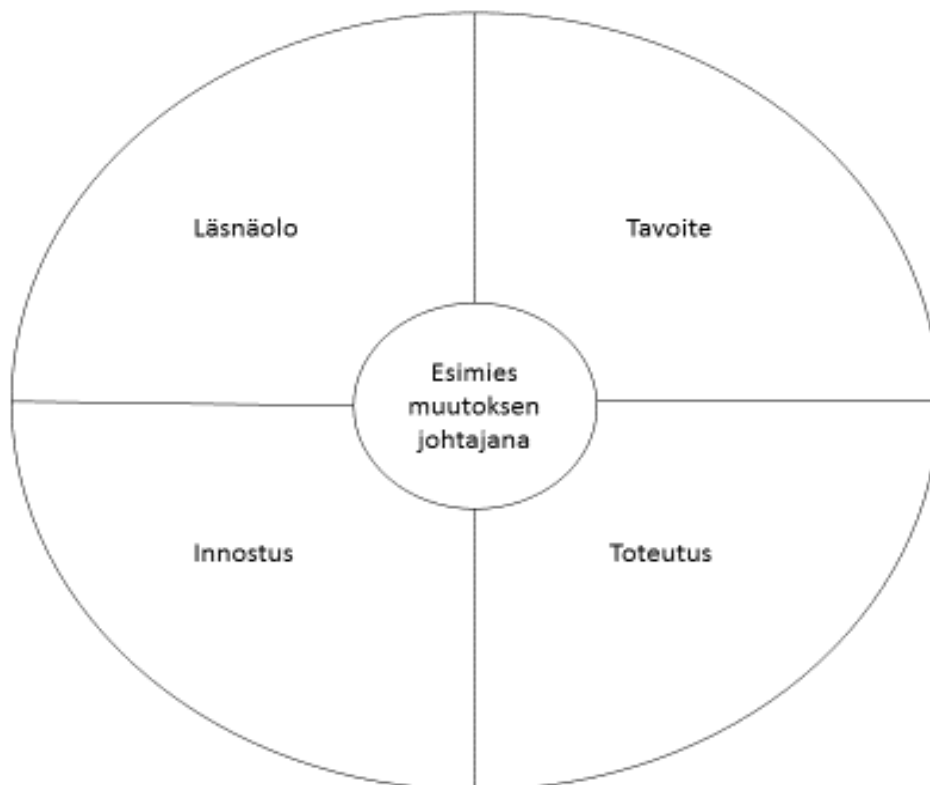 Läsnäolo
Tavoite
Esimies
muutoksen
johtajana
Innostus
Toteutus